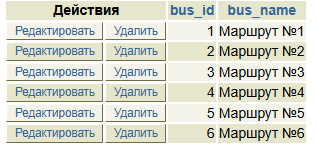 Действия bus_id bus_name
Редактировать Удалить 1 Маршрут №1
Редактировать Удалить 2 Маршрут №2
Редактировать Удалить 3 Маршрут №3
Редактировать Удалить 4 Маршрут №4
Редактировать Удалить 5 Маршрут №5
Редактировать Удалить 6 Маршрут №6